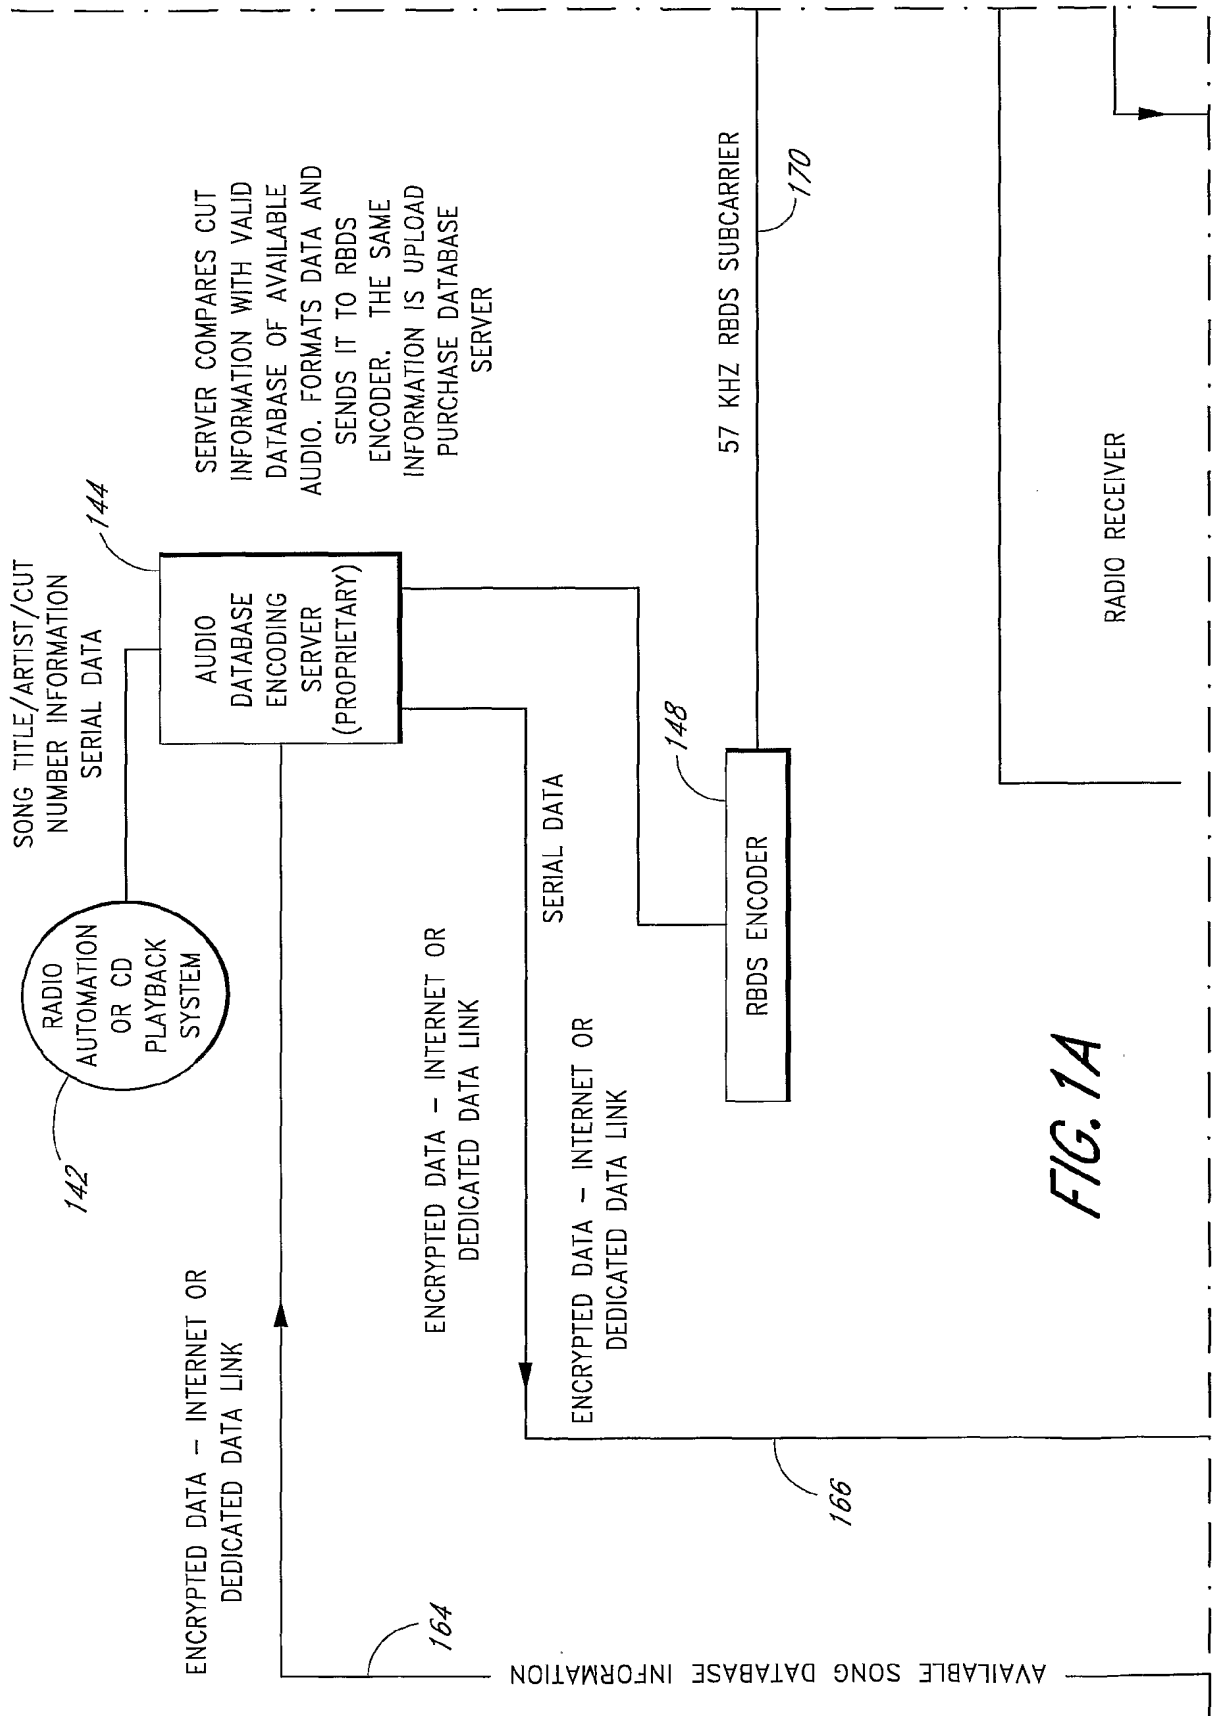 SONG TITLE/ARTIST/CUT
NUMBER INFORMATION
SERIAL DATA
RADIO
AUTOMATION
OR CD
PLAYBACK
SYSTEM
142
144
AUDIO
DATABASE
ENCODING
SERVER
(PROPRIETARY)
SERVER COMPARES CUT
INFORMATION WITH VALID
DATABASE OF AVAILABLE
AUDIO. FORMATS DATA AND
SENDS IT TO RBDS
ENCODER. THE SAME
INFORMATION IS UPLOAD
PURCHASE DATABASE
SERVER
ENCRYPTED DATA - INTERNET OR
DEDICATED DATA LINK
164
AVAILABLE SONG DATABASE INFORMATION
ENCRYPTED DATA - INTERNET OR
DEDICATED DATA LINK
SERIAL DATA
ENCRYPTED DATA - INTERNET OR
DEDICATED DATA LINK
166
148
RBDS ENCODER
57 KHZ RBDS SUBCARRIER
170
RADIO RECEIVER
FIG. 1A